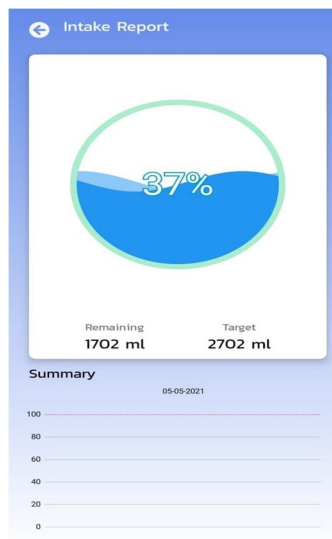 Intake Report
37%
Remaining
Target
1702 ml
2702 ml
Summary
05-05-2021
100
80
60
40
20
0